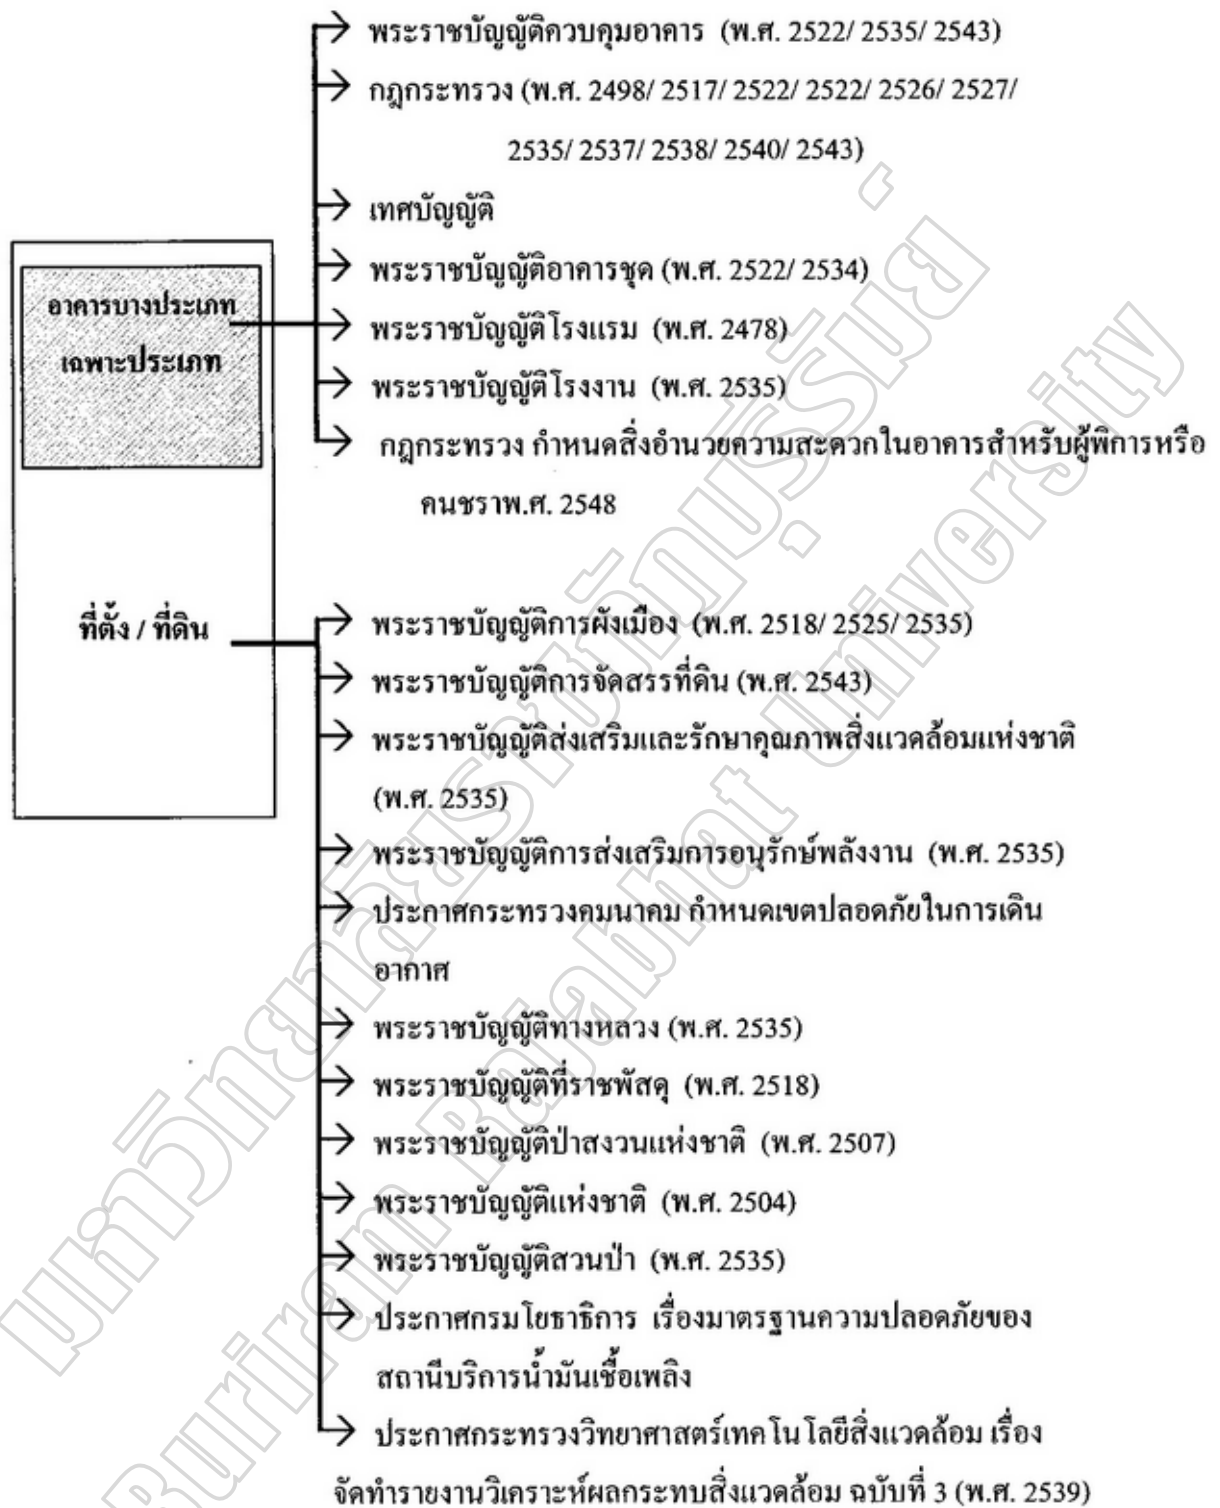 พระราชบัญญัติควบคุมอาคาร (พ.ศ. 2522/ 2535/ 2543)
กฎกระทรวง (พ.ศ. 2498/ 2517/ 2522/ 2522/ 2526/ 2527/
2535/ 2537/ 2538/ 2540/ 2543)
เทศบัญญัติ
พระราชบัญญัติอาคารชุด (พ.ศ. 2522/ 2534)
อาคารบางประเภท
เฉพาะประเภท
พระราชบัญญัติโรงแรม (พ.ศ. 2478)
พระราชบัญญัติโรงงาน (พ.ศ. 2535)
กฎกระทรวง กำหนดสิ่งอำนวยความสะดวกในอาคารสำหรับผู้พิการหรือ
คนชราพ.ศ. 2548
ที่ตั้ง / ที่ดิน
พระราชบัญญัติการผังเมือง (พ.ศ. 2518/ 2525/ 2535)
พระราชบัญญัติการจัดสรรที่ดิน (พ.ศ. 2543)
พระราชบัญญัติส่งเสริมและรักษาคุณภาพสิ่งแวดล้อมแห่งชาติ
(พ.ศ. 2535)
พระราชบัญญัติการส่งเสริมการอนุรักษ์พลังงาน (พ.ศ. 2535)
ประกาศกระทรวงคมนาคม กำหนดเขตปลอดภัยในการเดิน
อากาศ
พระราชบัญญัติทางหลวง (พ.ศ. 2535)
พระราชบัญญัติที่ราชพัสดุ (พ.ศ. 2518)
พระราชบัญญัติป่าสงวนแห่งชาติ (พ.ศ. 2507)
พระราชบัญญัติแห่งชาติ (พ.ศ. 2504)
พระราชบัญญัติสวนป่า (พ.ศ. 2535)
ประกาศกรมโยธาธิการ เรื่องมาตรฐานความปลอดภัยของ
สถานีบริการน้ำมันเชื้อเพลิง
ประกาศกระทรวงวิทยาศาสตร์เทคโนโลยีสิ่งแวดล้อม เรื่อง
จัดทำรายงานวิเคราะห์ผลกระทบสิ่งแวดล้อม ฉบับที่ 3 (พ.ศ. 2539)
มหาวิทยาลัยราชภัฏบุรีรัมย์
Buriram Rajabhat University